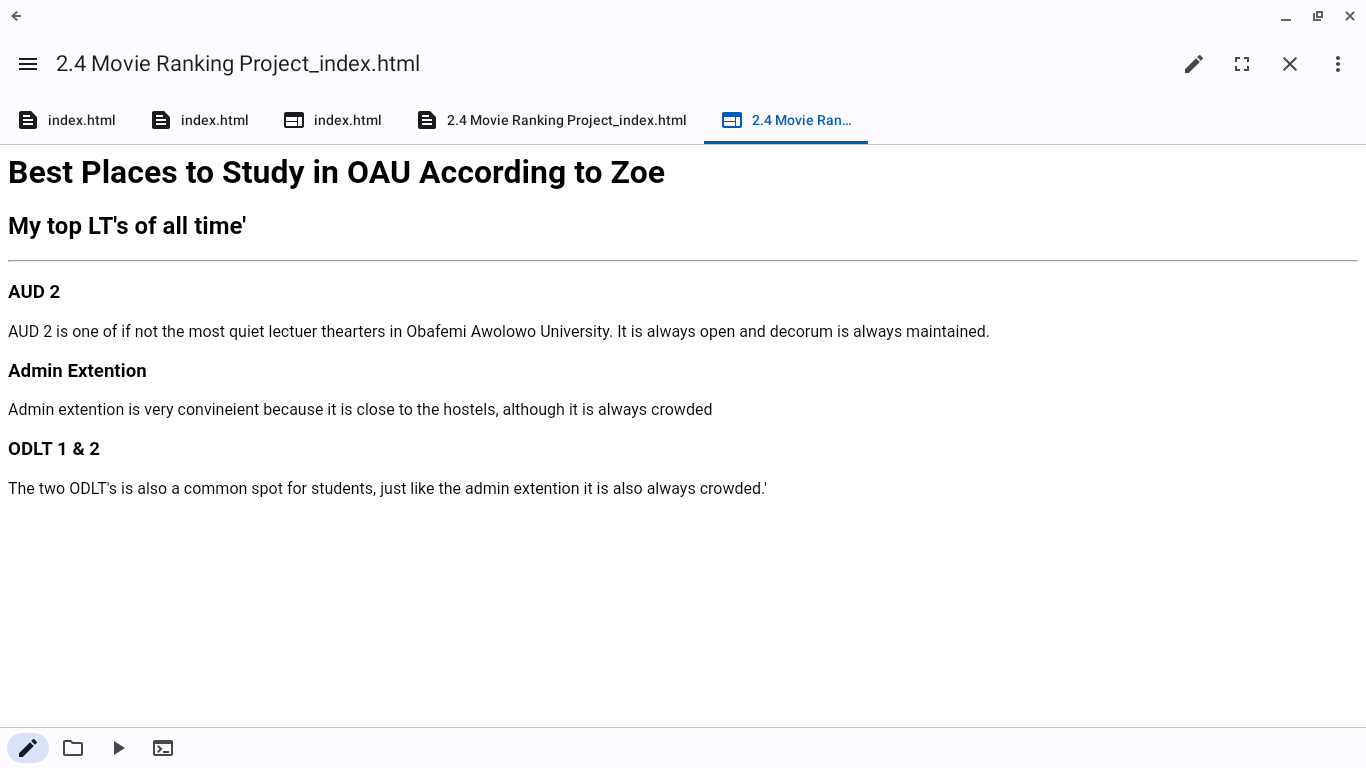 2.4 Movie Ranking Project_index.html
index.html index.html index.html 2.4 Movie Ranking Project_index.html 2.4 Movie Ran…
Best Places to Study in OAU According to Zoe
My top LT's of all time'
AUD 2
AUD 2 is one of if not the most quiet lectuer thearters in Obafemi Awolowo University. It is always open and decorum is always maintained.
Admin Extention
Admin extention is very convineient because it is close to the hostels, although it is always crowded
ODLT 1 & 2
The two ODLT's is also a common spot for students, just like the admin extention it is also always crowded.'